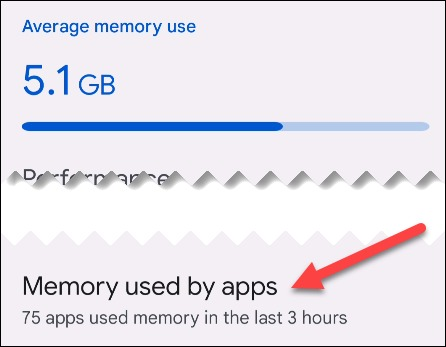 Average memory use
5.1 GB
Performance
Memory used by apps
75 apps used memory in the last 3 hours